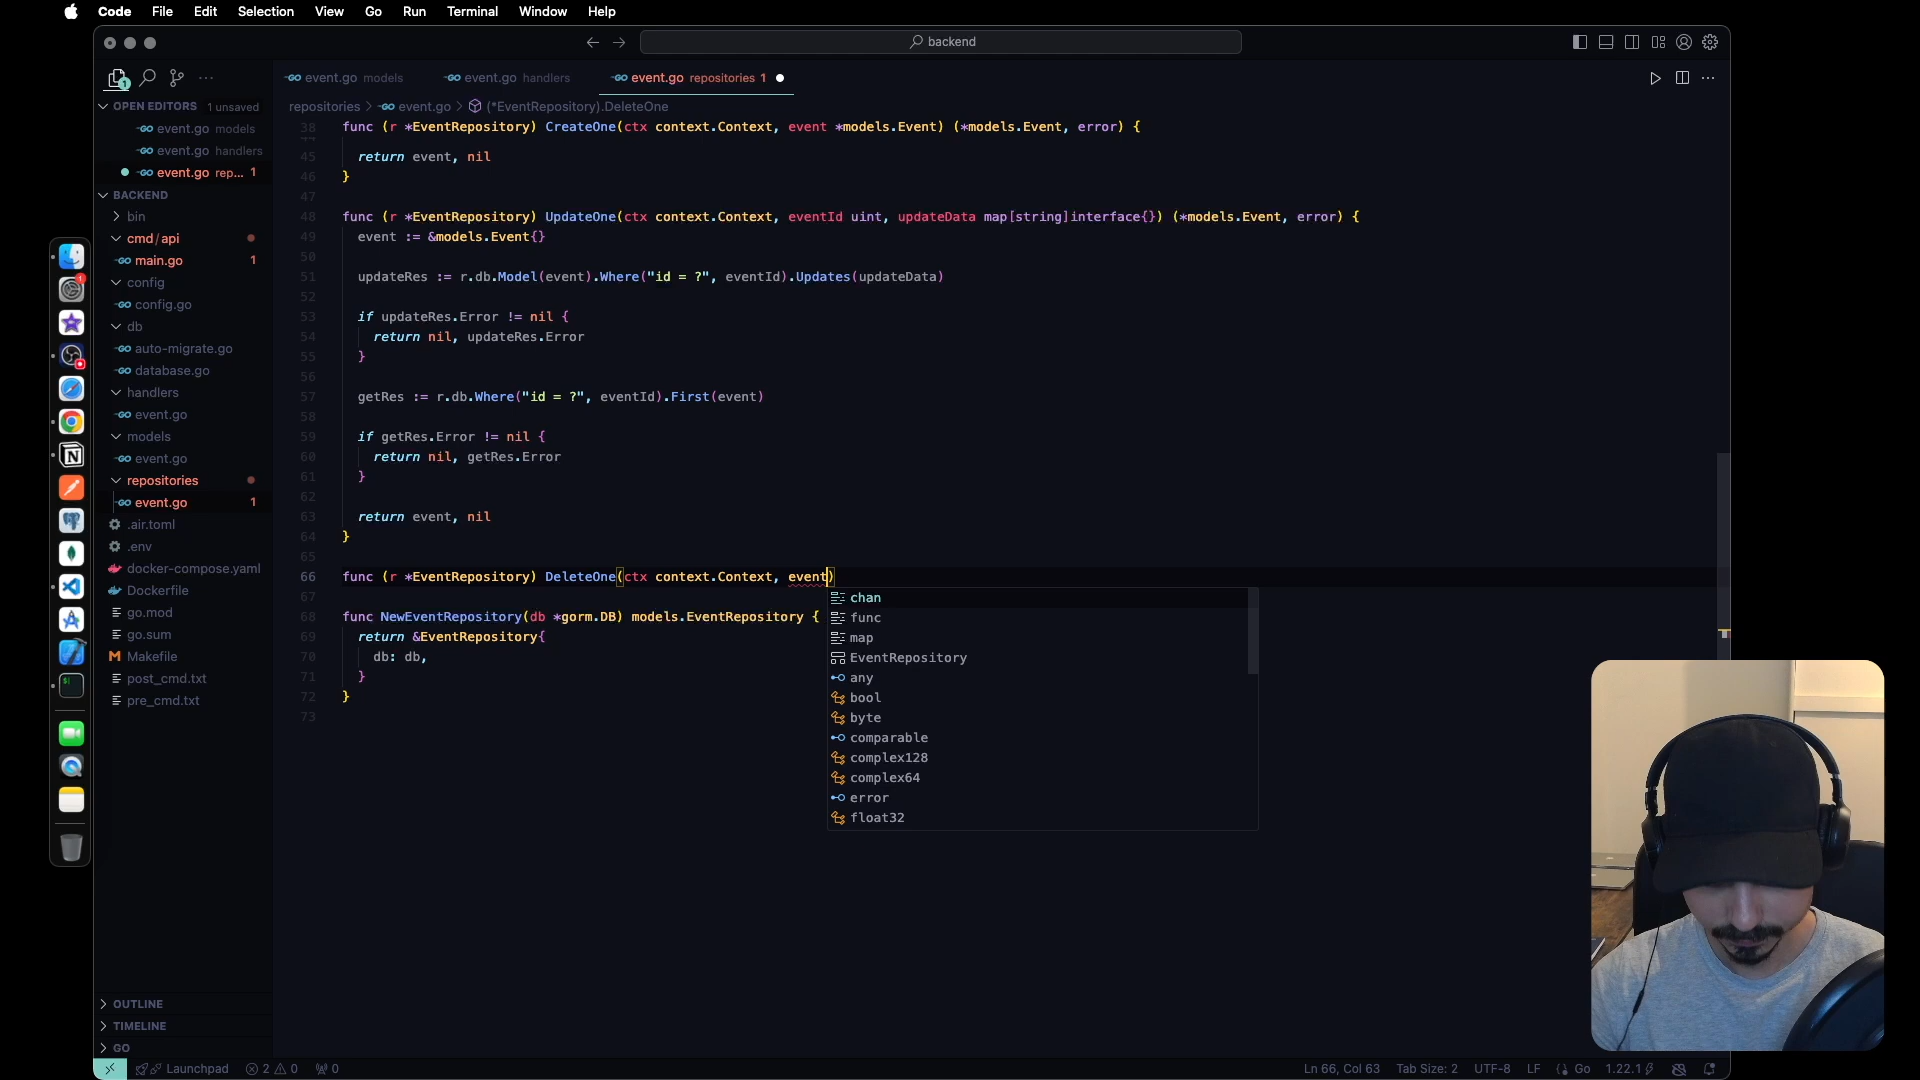 Code File Edit Selection View Go Run Terminal Window Help
backend
event.go models
event.go handlers
event.go repositories 1
OPEN EDITORS 1 unsaved
event.go models
event.go handlers
event.go rep... 1
BACKEND
bin
cmd/api
main.go 1
config
config.go
db
auto-migrate.go
database.go
handlers
event.go
models
event.go
repositories
event.go 1
.air.toml
.env
docker-compose.yaml
Dockerfile
go.mod
go.sum
Makefile
post_cmd.txt
pre_cmd.txt
OUTLINE
TIMELINE
GO
repositories > event.go > (*EventRepository).DeleteOne
38 func (r *EventRepository) CreateOne(ctx context.Context, event *models.Event) (*models.Event, error) {
45 return event, nil
46 }
47
48 func (r *EventRepository) UpdateOne(ctx context.Context, eventId uint, updateData map[string]interface{}) (*models.Event, error) {
49 event := &models.Event{}
50
51 updateRes := r.db.Model(event).Where("id = ?", eventId).Updates(updateData)
52
53 if updateRes.Error != nil {
54 return nil, updateRes.Error
55 }
56
57 getRes := r.db.Where("id = ?", eventId).First(event)
58
59 if getRes.Error != nil {
60 return nil, getRes.Error
61 }
62
63 return event, nil
64 }
65
66 func (r *EventRepository) DeleteOne(ctx context.Context, event)
67
68 func NewEventRepository(db *gorm.DB) models.EventRepository {
69 return &EventRepository{
70 db: db,
71 }
72 }
73
chan
func
map
EventRepository
any
bool
byte
comparable
complex128
complex64
error
float32
Launchpad 2 0 0
Ln 66, Col 63 Tab Size: 2 UTF-8 LF Go 1.22.1